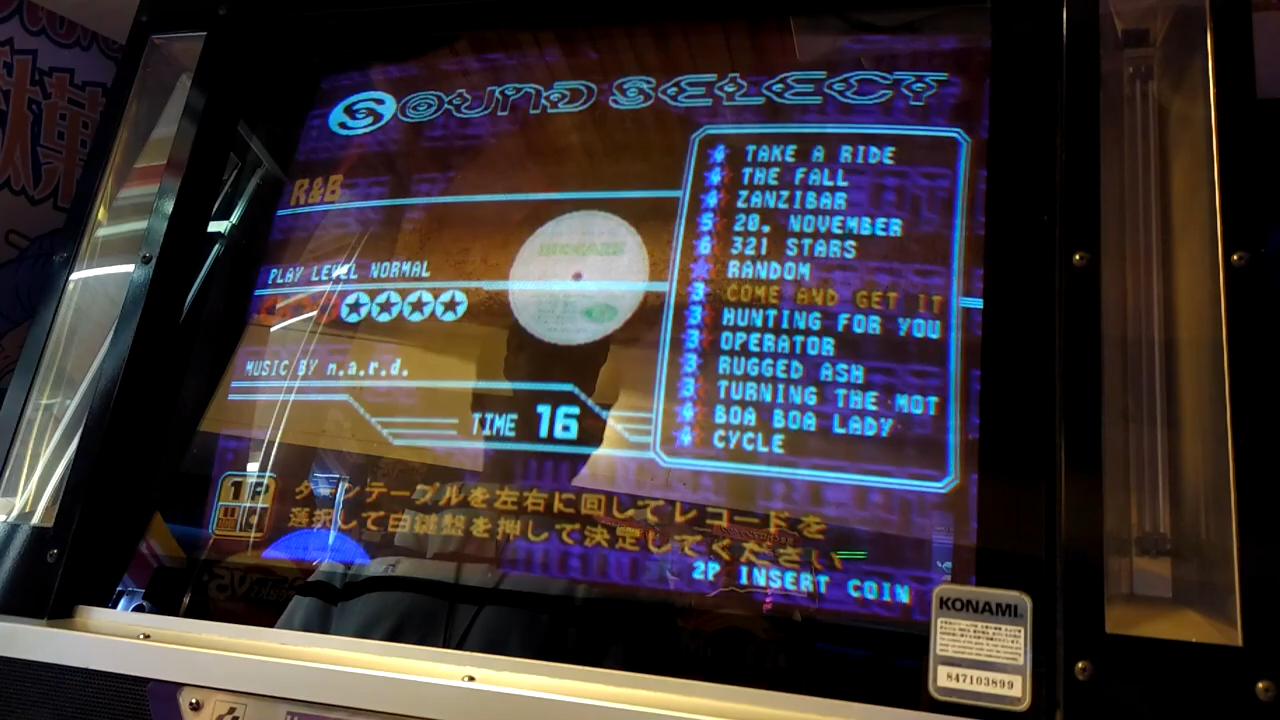 SOUND SELECT
R&B
PLAY LEVEL NORMAL
MUSIC BY n.a.r.d.
TIME 16
4 TAKE A RIDE
4 THE FALL
4 ZANZIBAR
5 20, NOVEMBER
6 321 STARS
RANDOM
3 COME AND GET IT
3 HUNTING FOR YOU
3 OPERATOR
3 RUGGED ASH
3 TURNING THE MOT
4 BOA BOA LADY
4 CYCLE
1P
ターンテーブルを左右に回してレコードを
選択して白鍵盤を押して決定してください
2P INSERT COIN
KONAMI
847103899